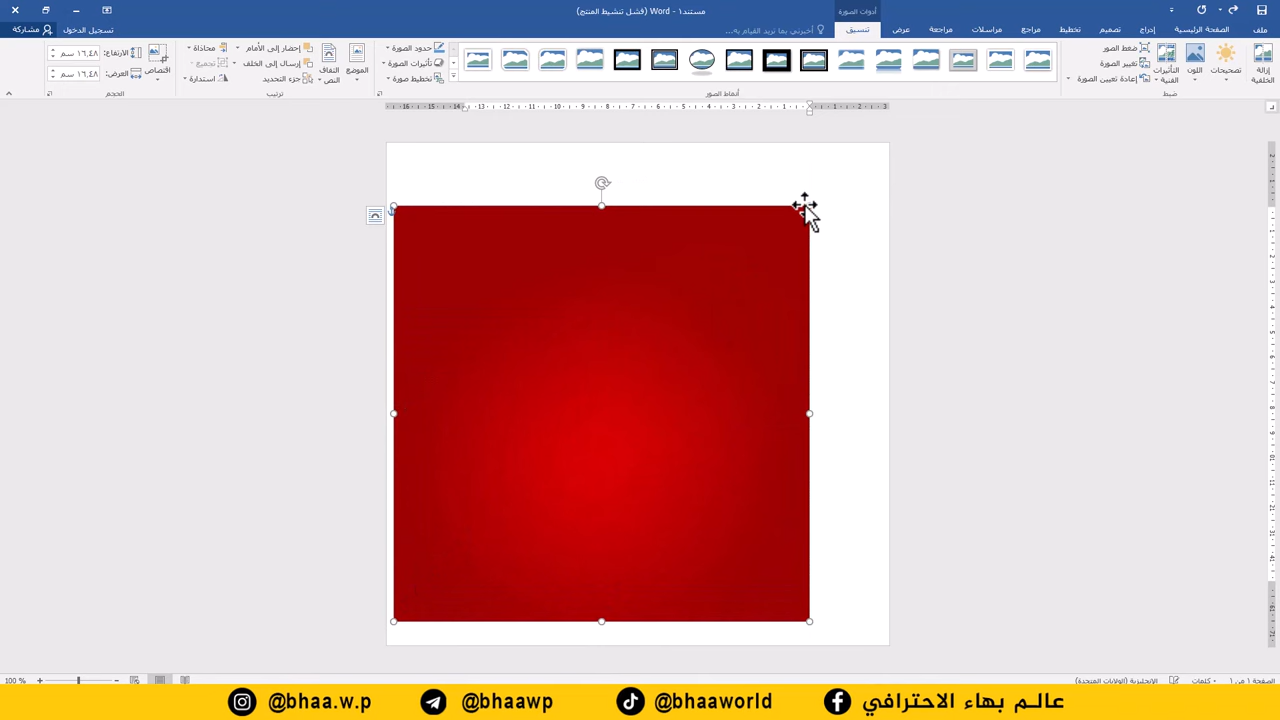 مستند١ - Word (فشل تنشيط المنتج)
أدوات الصورة
ملف
الصفحة الرئيسية
إدراج
تصميم
تخطيط
مراجع
مراسلات
مراجعة
عرض
تنسيق
أخبرني بما تريد القيام به...
تسجيل الدخول
مشاركة
إزالة الخلفية
تصحيحات
اللون
التأثيرات الفنية
ضغط الصورة
تغيير الصورة
إعادة تعيين الصورة
ضبط
أنماط الصور
حدود الصورة
تأثيرات الصورة
تخطيط صورة
الموضع
التفاف النص
إحضار إلى الأمام
إرسال إلى الخلف
جزء التحديد
محاذاة
تجميع
استدارة
ترتيب
اقتصاص
الارتفاع: ١٦,٤٨ سم
العرض: ١٦,٤٨ سم
الحجم
الصفحة ١ من ١
كلمات
الإنجليزية (الولايات المتحدة)
100 %
@bhaa.w.p
@bhaawp
@bhaaworld
عالم بهاء الاحترافي